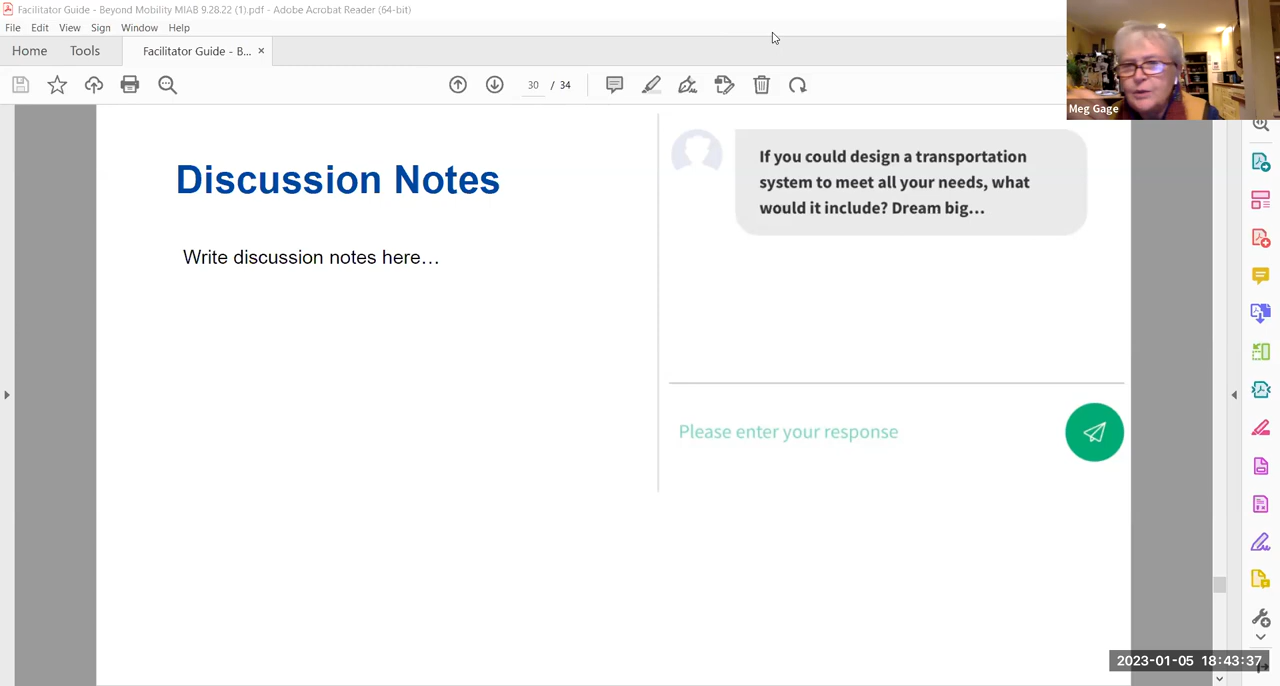 Facilitator Guide - Beyond Mobility MIAB 9.28.22 (1).pdf - Adobe Acrobat Reader (64-bit)
File Edit View Sign Window Help
Home Tools Facilitator Guide - B... ×
30 / 34
Meg Gage
Discussion Notes
Write discussion notes here…
If you could design a transportation
system to meet all your needs, what
would it include? Dream big…
Please enter your response
2023-01-05 18:43:37